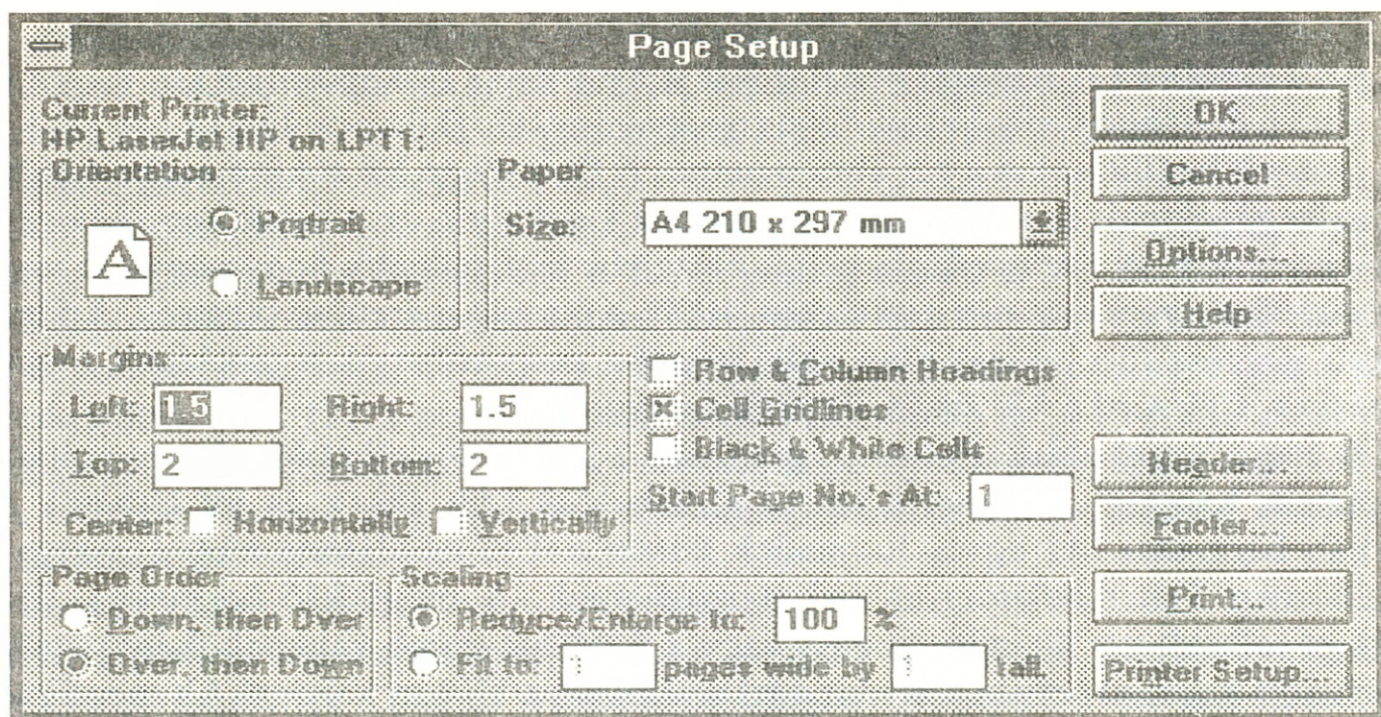 Page Setup
Current Printer:
HP LaserJet IIP on LPT1:
Orientation
A
Portrait
Landscape
Paper
Size: A4 210 x 297 mm
OK
Cancel
Options...
Help
Margins
Left: 1.5 Right: 1.5
Top: 2 Bottom: 2
Center: Horizontally Vertically
Row & Column Headings
Cell Gridlines
Black & White Cells
Start Page No.'s At: 1
Header...
Footer...
Print...
Printer Setup...
Page Order
Down, then Over
Over, then Down
Scaling
Reduce/Enlarge to: 100 %
Fit to: 1 pages wide by 1 tall.